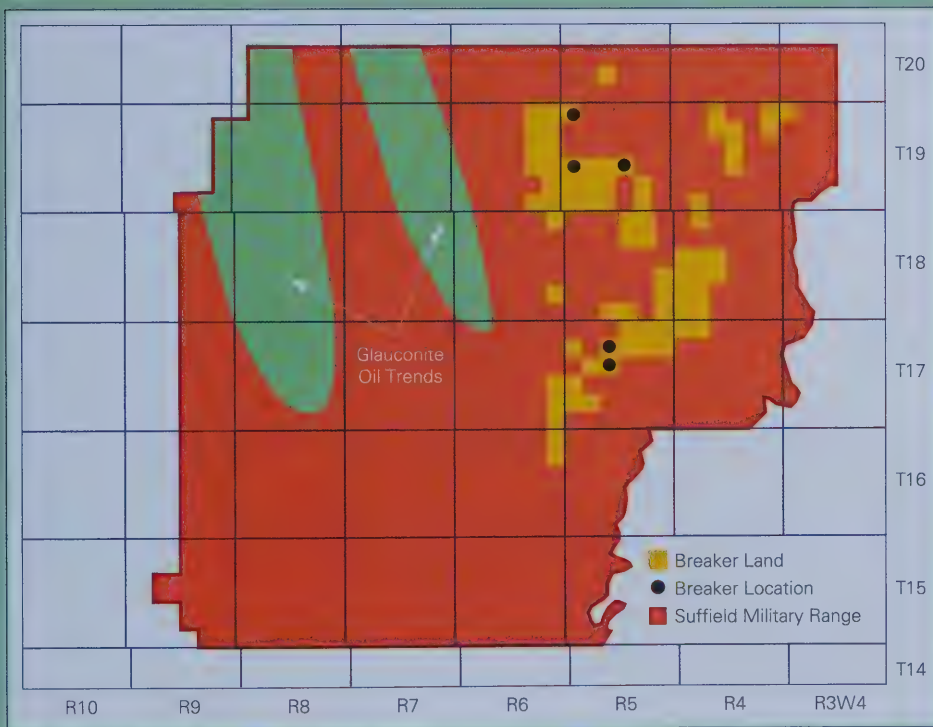 T20
T19
T18
Glauconite
Oil Trends
T17
T16
Breaker Land
Breaker Location
T15
Suffield Military Range
T14
R10 R9 R8 R7 R6 R5 R4 R3W4